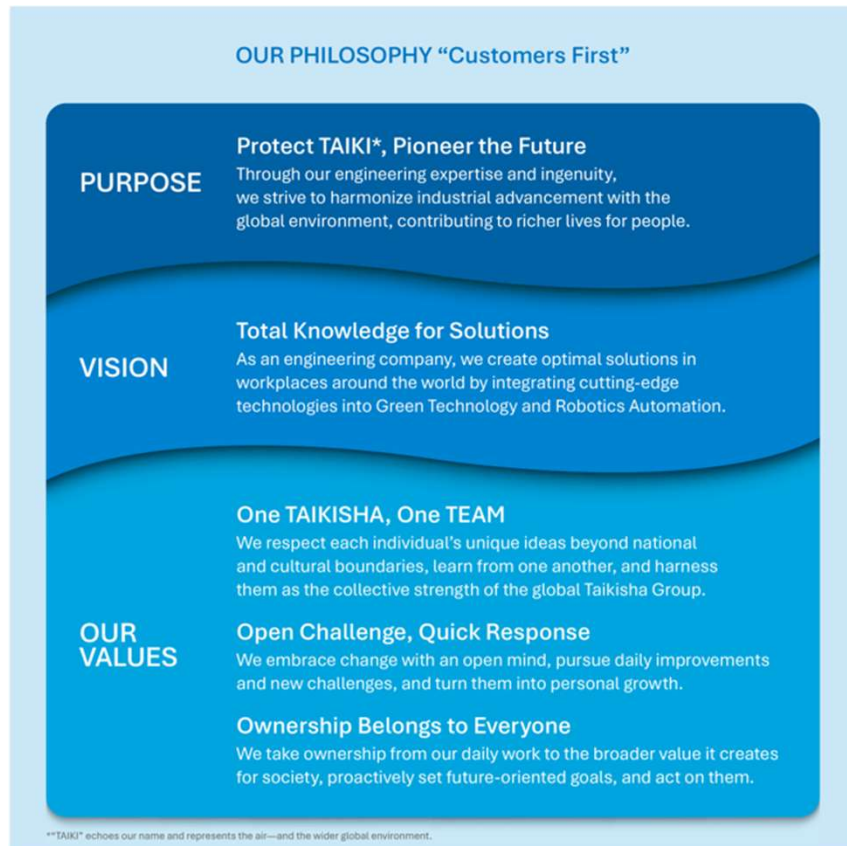 OUR PHILOSOPHY “Customers First”
PURPOSE
Protect TAIKI*, Pioneer the Future
Through our engineering expertise and ingenuity,
we strive to harmonize industrial advancement with the
global environment, contributing to richer lives for people.
VISION
Total Knowledge for Solutions
As an engineering company, we create optimal solutions in
workplaces around the world by integrating cutting-edge
technologies into Green Technology and Robotics Automation.
OUR
VALUES
One TAIKISHA, One TEAM
We respect each individual’s unique ideas beyond national
and cultural boundaries, learn from one another, and harness
them as the collective strength of the global Taikisha Group.
Open Challenge, Quick Response
We embrace change with an open mind, pursue daily improvements
and new challenges, and turn them into personal growth.
Ownership Belongs to Everyone
We take ownership from our daily work to the broader value it creates
for society, proactively set future-oriented goals, and act on them.
*“TAIKI” echoes our name and represents the air—and the wider global environment.